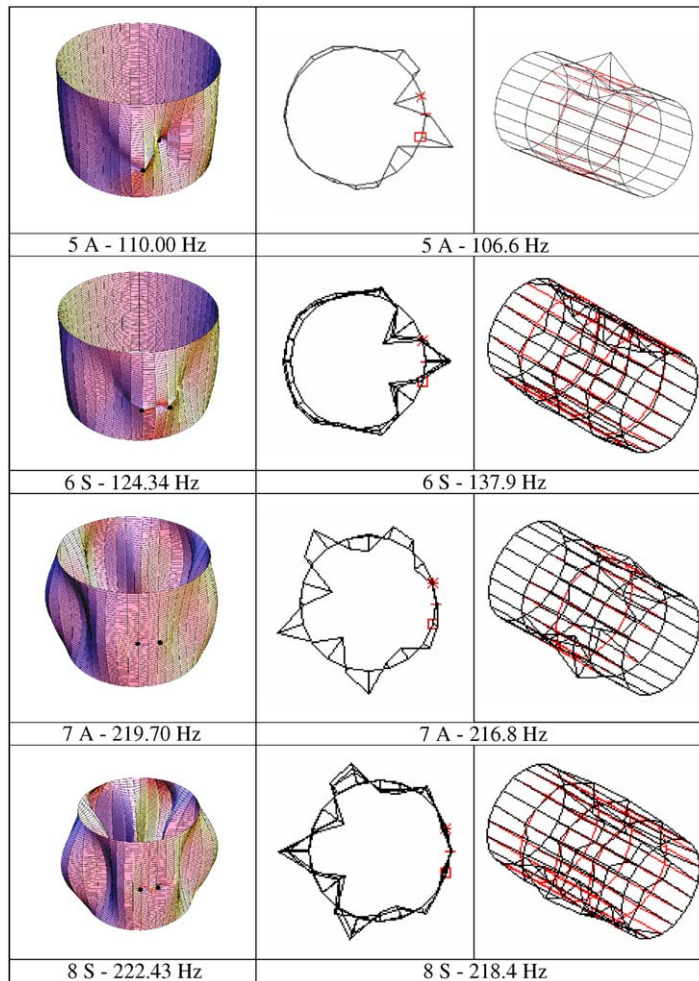 5 A - 110.00 Hz
5 A - 106.6 Hz
6 S - 124.34 Hz
6 S - 137.9 Hz
7 A - 219.70 Hz
7 A - 216.8 Hz
8 S - 222.43 Hz
8 S - 218.4 Hz